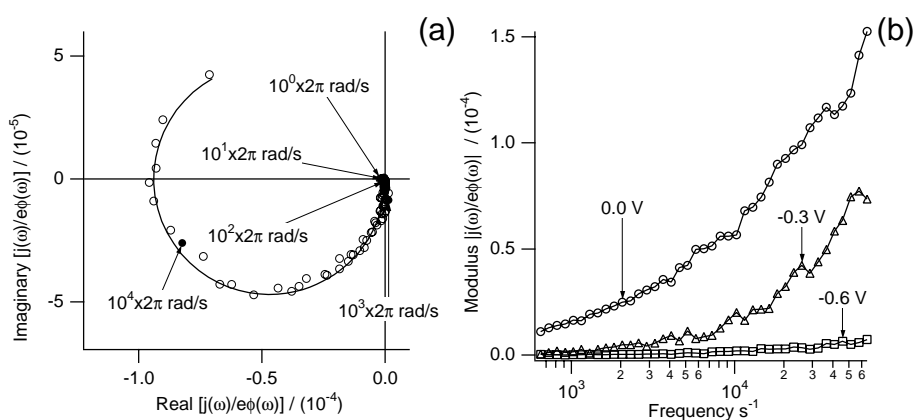 (a)
5
0
-5
Imaginary [j(ω)/eϕ(ω)] / (10⁻⁵)
10⁰x2π rad/s
10¹x2π rad/s
10²x2π rad/s
10⁴x2π rad/s
10³x2π rad/s
-1.0
-0.5
0.0
Real [j(ω)/eϕ(ω)] / (10⁻⁴)
(b)
1.5
1.0
0.5
0.0
Modulus |j(ω)/eϕ(ω)| / (10⁻⁴)
0.0 V
-0.3 V
-0.6 V
10³
2
3
4
5
6
10⁴
2
3
4
5
6
Frequency s⁻¹